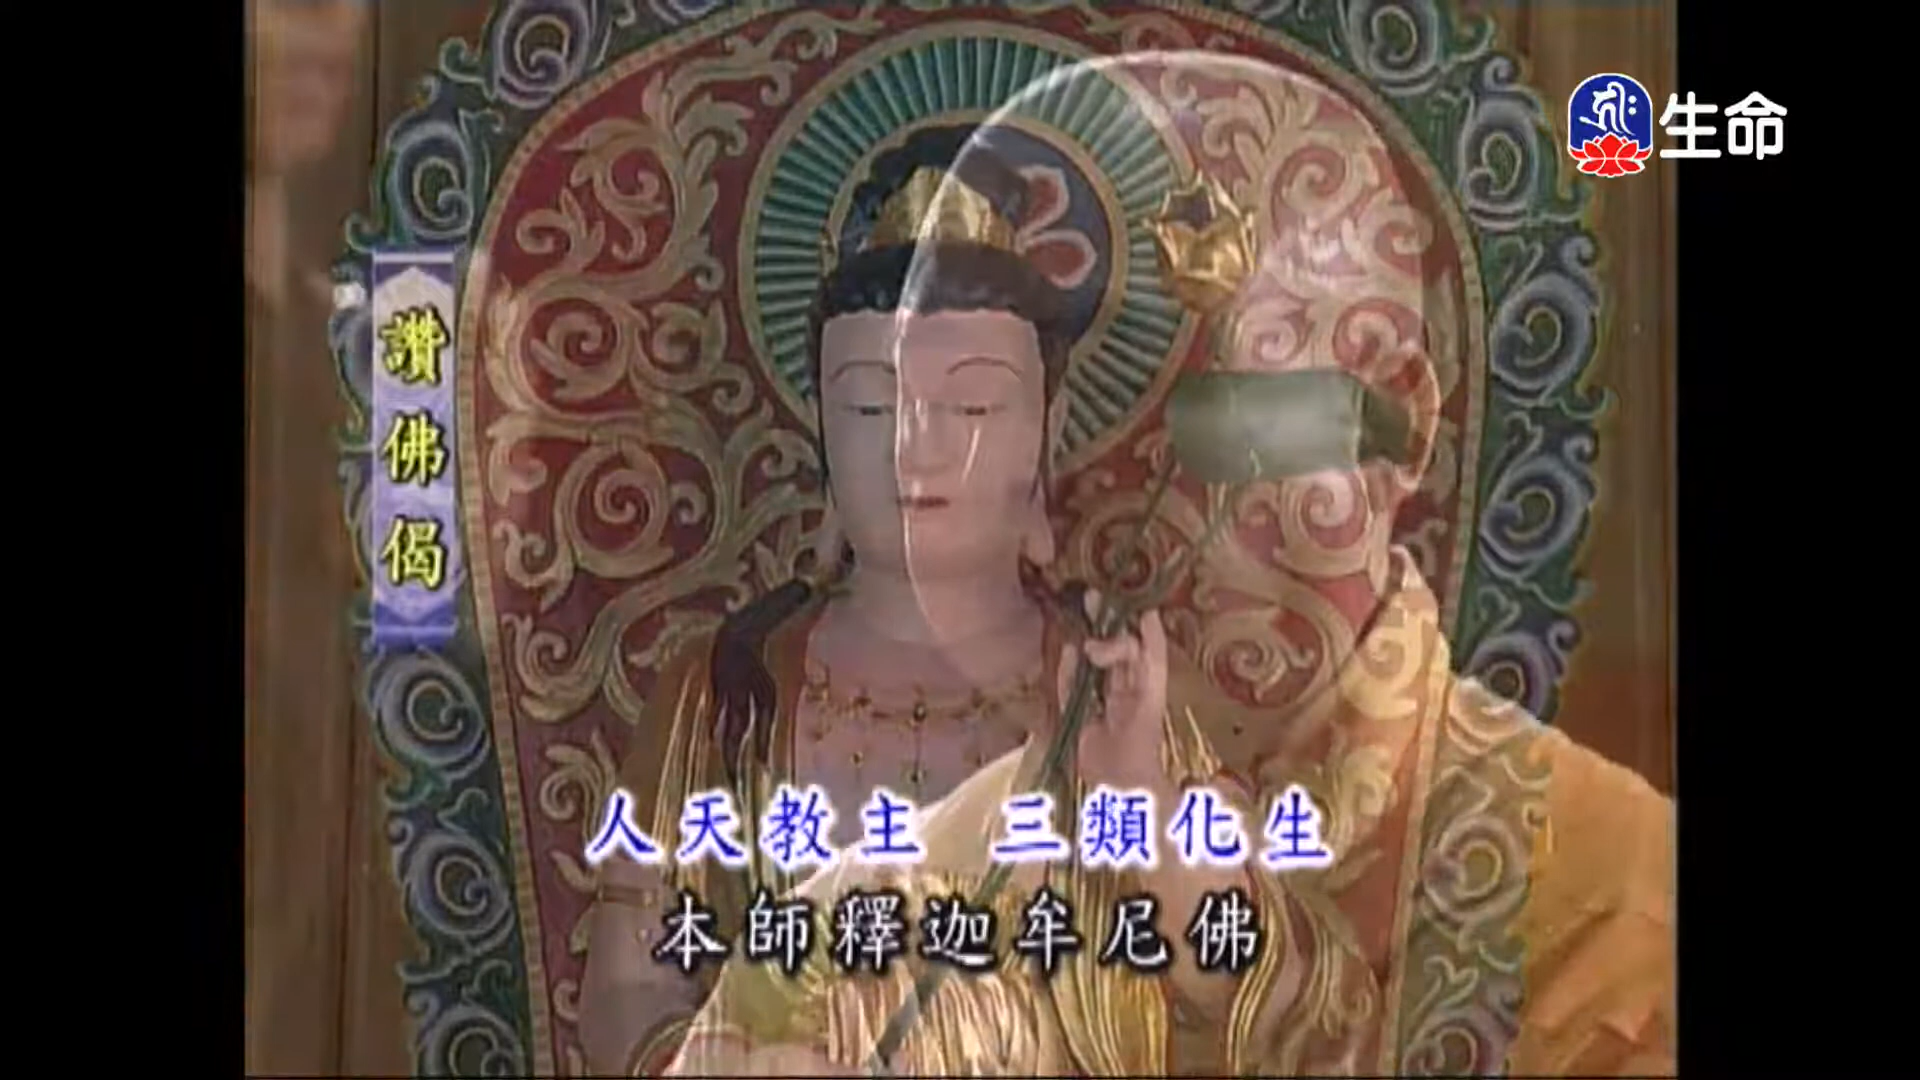 生命
讚佛偈
人天教主 三類化生
本師釋迦牟尼佛